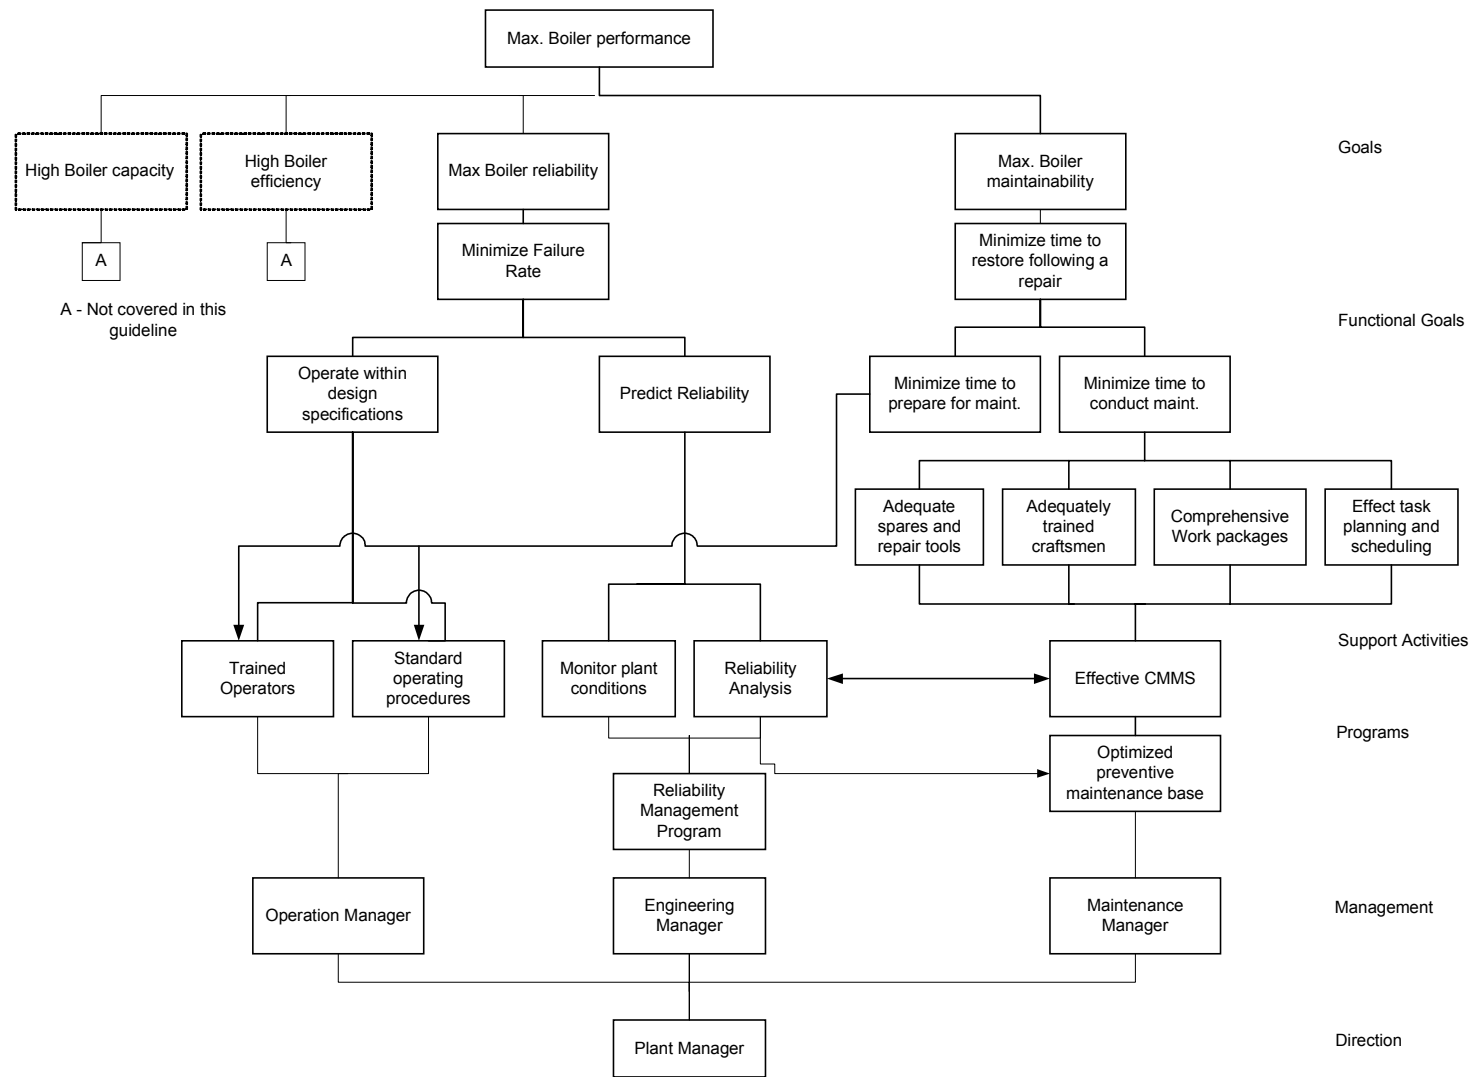 Max. Boiler performance
High Boiler capacity
High Boiler
efficiency
Max Boiler reliability
Max. Boiler
maintainability
Goals
A
A
Minimize Failure
Rate
Minimize time to
restore following a
repair
A - Not covered in this
guideline
Functional Goals
Operate within
design
specifications
Predict Reliability
Minimize time to
prepare for maint.
Minimize time to
conduct maint.
Adequate
spares and
repair tools
Adequately
trained
craftsmen
Comprehensive
Work packages
Effect task
planning and
scheduling
Trained
Operators
Standard
operating
procedures
Monitor plant
conditions
Reliability
Analysis
Effective CMMS
Support Activities
Programs
Optimized
preventive
maintenance base
Reliability
Management
Program
Operation Manager
Engineering
Manager
Maintenance
Manager
Management
Plant Manager
Direction